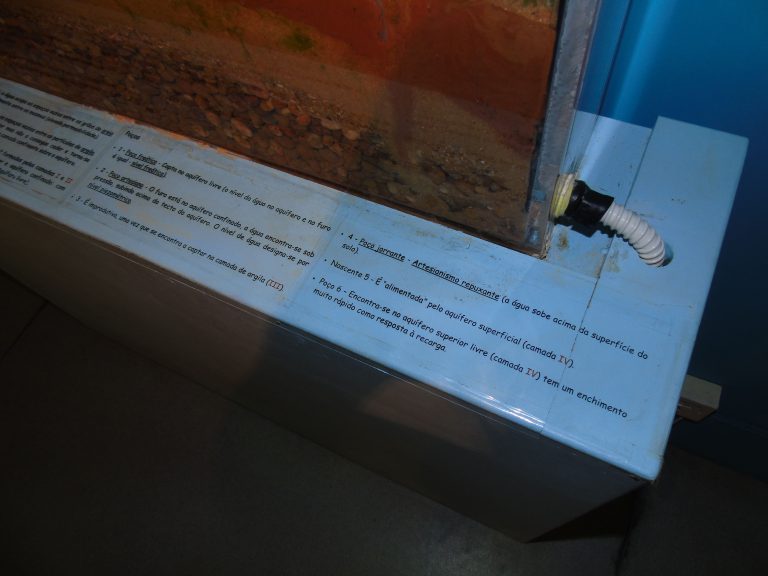 Poços
• 1 - Poço freático - Capta no aquífero livre (o nível da água no aquífero e no furo
é igual - nível freático).
• 2 - Poço artesiano - O furo está no aquífero confinado, a água encontra-se sob
pressão, subindo acima do tecto do aquífero. O nível de água designa-se por
nível piezométrico.
• 3 - É improdutivo, uma vez que se encontra a captar na camada de argila (III).
• 4 - Poço jorrante - Artesianismo repuxante (a água sobe acima da superfície do
solo).
• Nascente 5 - É "alimentada" pelo aquífero superficial (camada IV).
• Poço 6 - Encontra-se no aquífero superior livre (camada IV) tem um enchimento
muito rápido como resposta à recarga.